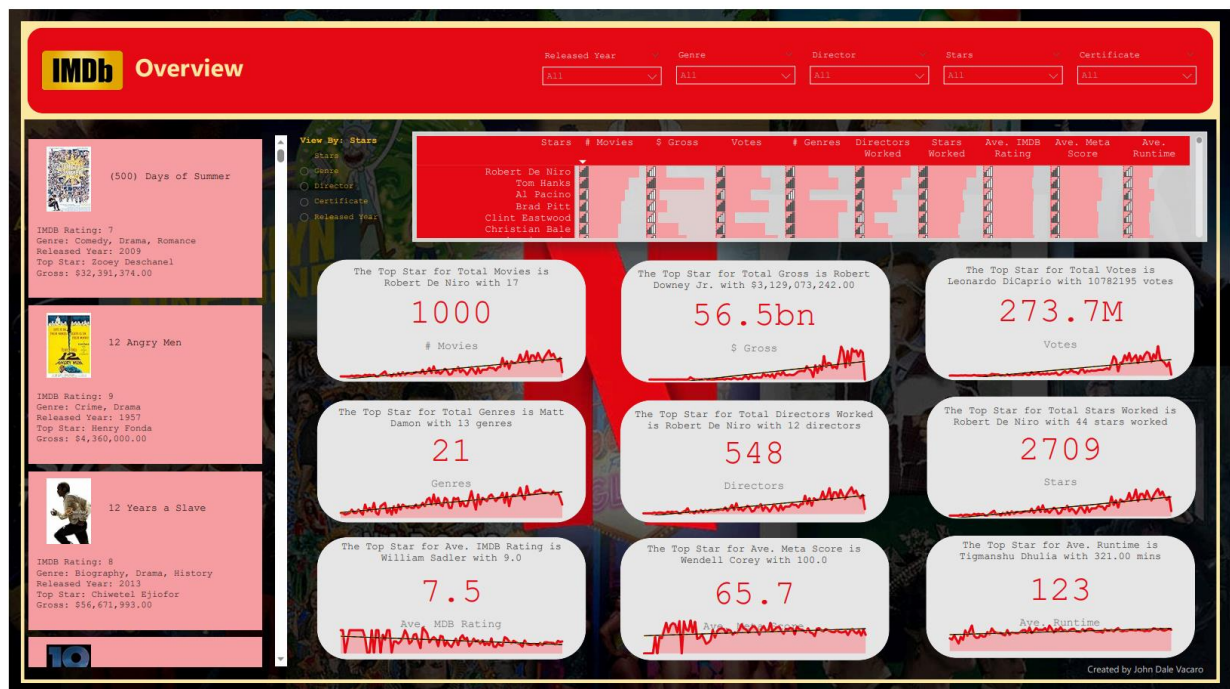 IMDb Overview
Released Year
All
Genre
All
Director
All
Stars
All
Certificate
All
(500) Days of Summer
IMDB Rating: 7
Genre: Comedy, Drama, Romance
Released Year: 2009
Top Star: Zooey Deschanel
Gross: $32,391,374.00
12
12 Angry Men
IMDB Rating: 9
Genre: Crime, Drama
Released Year: 1957
Top Star: Henry Fonda
Gross: $4,360,000.00
12 Years a Slave
IMDB Rating: 8
Genre: Biography, Drama, History
Released Year: 2013
Top Star: Chiwetel Ejiofor
Gross: $56,671,993.00
10
View By: Stars
Stars
Genre
Director
Certificate
Released Year
Stars # Movies $ Gross Votes # Genres Directors Worked Stars Worked Ave. IMDB Rating Ave. Meta Score Ave. Runtime
Robert De Niro
Tom Hanks
Al Pacino
Brad Pitt
Clint Eastwood
Christian Bale
The Top Star for Total Movies is
Robert De Niro with 17
1000
# Movies
The Top Star for Total Gross is Robert
Downey Jr. with $3,129,073,242.00
56.5bn
$ Gross
The Top Star for Total Votes is
Leonardo DiCaprio with 10782195 votes
273.7M
Votes
The Top Star for Total Genres is Matt
Damon with 13 genres
21
Genres
The Top Star for Total Directors Worked
is Robert De Niro with 12 directors
548
Directors
The Top Star for Total Stars Worked is
Robert De Niro with 44 stars worked
2709
Stars
The Top Star for Ave. IMDB Rating is
William Sadler with 9.0
7.5
Ave. MDB Rating
The Top Star for Ave. Meta Score is
Wendell Corey with 100.0
65.7
Ave. Meta Score
The Top Star for Ave. Runtime is
Tigmanshu Dhulia with 321.00 mins
123
Ave. Runtime
Created by John Dale Vacaro